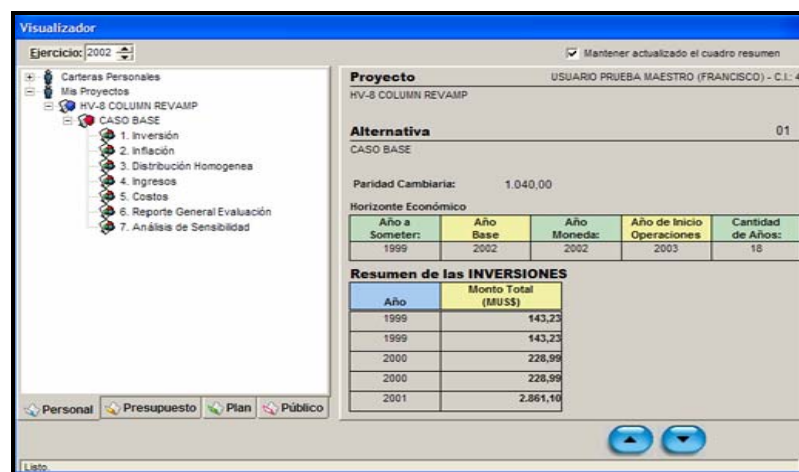 Visualizador
Ejercicio: 2002
Mantener actualizado el cuadro resumen
Carteras Personales
Mis Proyectos
HV-8 COLUMN REVAMP
CASO BASE
1. Inversión
2. Inflación
3. Distribución Homogenea
4. Ingresos
5. Costos
6. Reporte General Evaluación
7. Análisis de Sensibilidad
Personal Presupuesto Plan Público
Proyecto USUARIO PRUEBA MAESTRO (FRANCISCO) - C.I.: 4
HV-8 COLUMN REVAMP
Alternativa 01
CASO BASE
Paridad Cambiaria: 1.040,00
Horizonte Económico
Año a Someter: Año Base Año Moneda: Año de Inicio Operaciones Cantidad de Años:
1999 2002 2002 2003 18
Resumen de las INVERSIONES
Año Monto Total (MUS$)
1999 143,23
1999 143,23
2000 228,99
2000 228,99
2001 2.861,10
Listo.